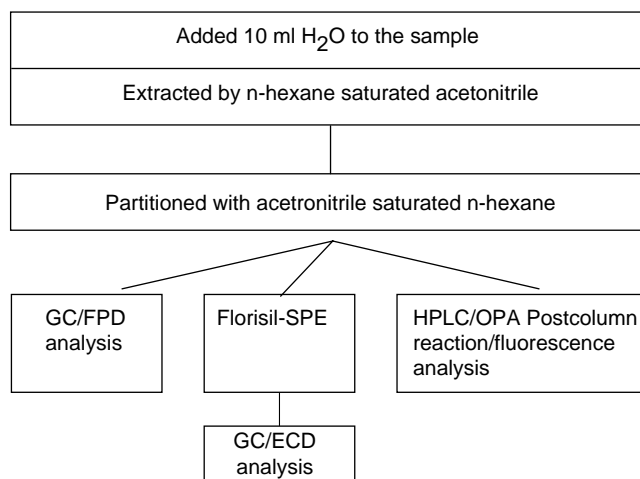 Added 10 ml H2O to the sample
Extracted by n-hexane saturated acetonitrile
Partitioned with acetronitrile saturated n-hexane
GC/FPD
analysis
Florisil-SPE
HPLC/OPA Postcolumn
reaction/fluorescence
analysis
GC/ECD
analysis